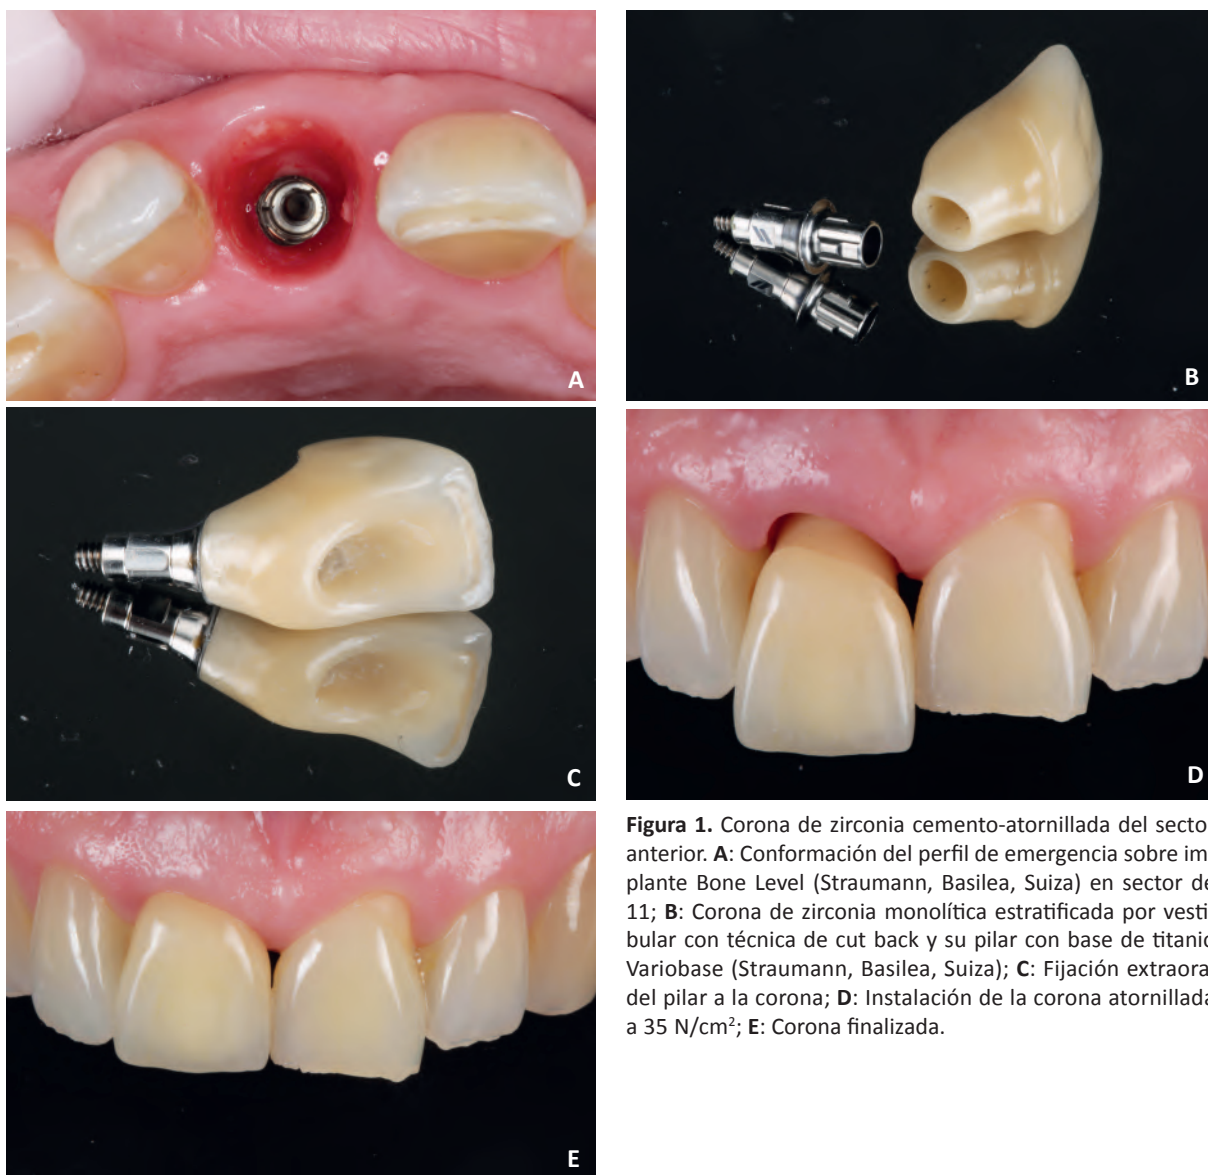 A
B
C
D
E
Figura 1. Corona de zirconia cemento-atornillada del secto
anterior. A: Conformación del perfil de emergencia sobre im-
plante Bone Level (Straumann, Basilea, Suiza) en sector de
11; B: Corona de zirconia monolítica estratificada por vesti-
bular con técnica de cut back y su pilar con base de titanio
Variobase (Straumann, Basilea, Suiza); C: Fijación extraora
del pilar a la corona; D: Instalación de la corona atornillada
a 35 N/cm²; E: Corona finalizada.